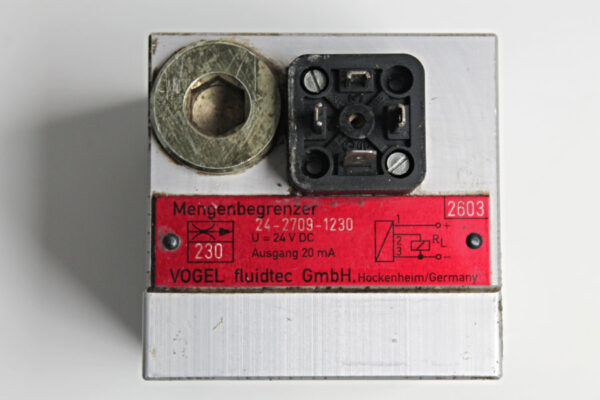 Mengenbegrenzer
2603
24-2709-1230
U = 24 V DC
230
Ausgang 20 mA
1
+
2
RL
3
−
VOGEL fluidtec GmbH, Hockenheim/Germany